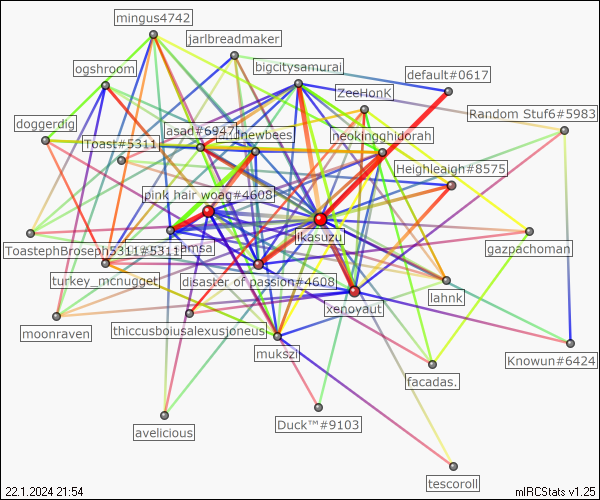 mingus4742
jarlbreadmaker
bigcitysamurai
ogshroom
default#0617
ZeeHonK
Random Stuf6#5983
doggerdig
asad#6947
newbees
neokingghidorah
Toast#5311
Heighleaigh#8575
pink hair woag#4608
ikasuzu
ToastephBroseph5311#5311
amsa
gazpachoman
turkey_mcnugget
disaster of passion#4608
lahnk
xenoyaut
moonraven
thiccusboiusalexusjoneus
mukszi
Knowun#6424
facadas.
avelicious
Duck™#9103
tescoroll
22.1.2024 21:54
mIRCStats v1.25